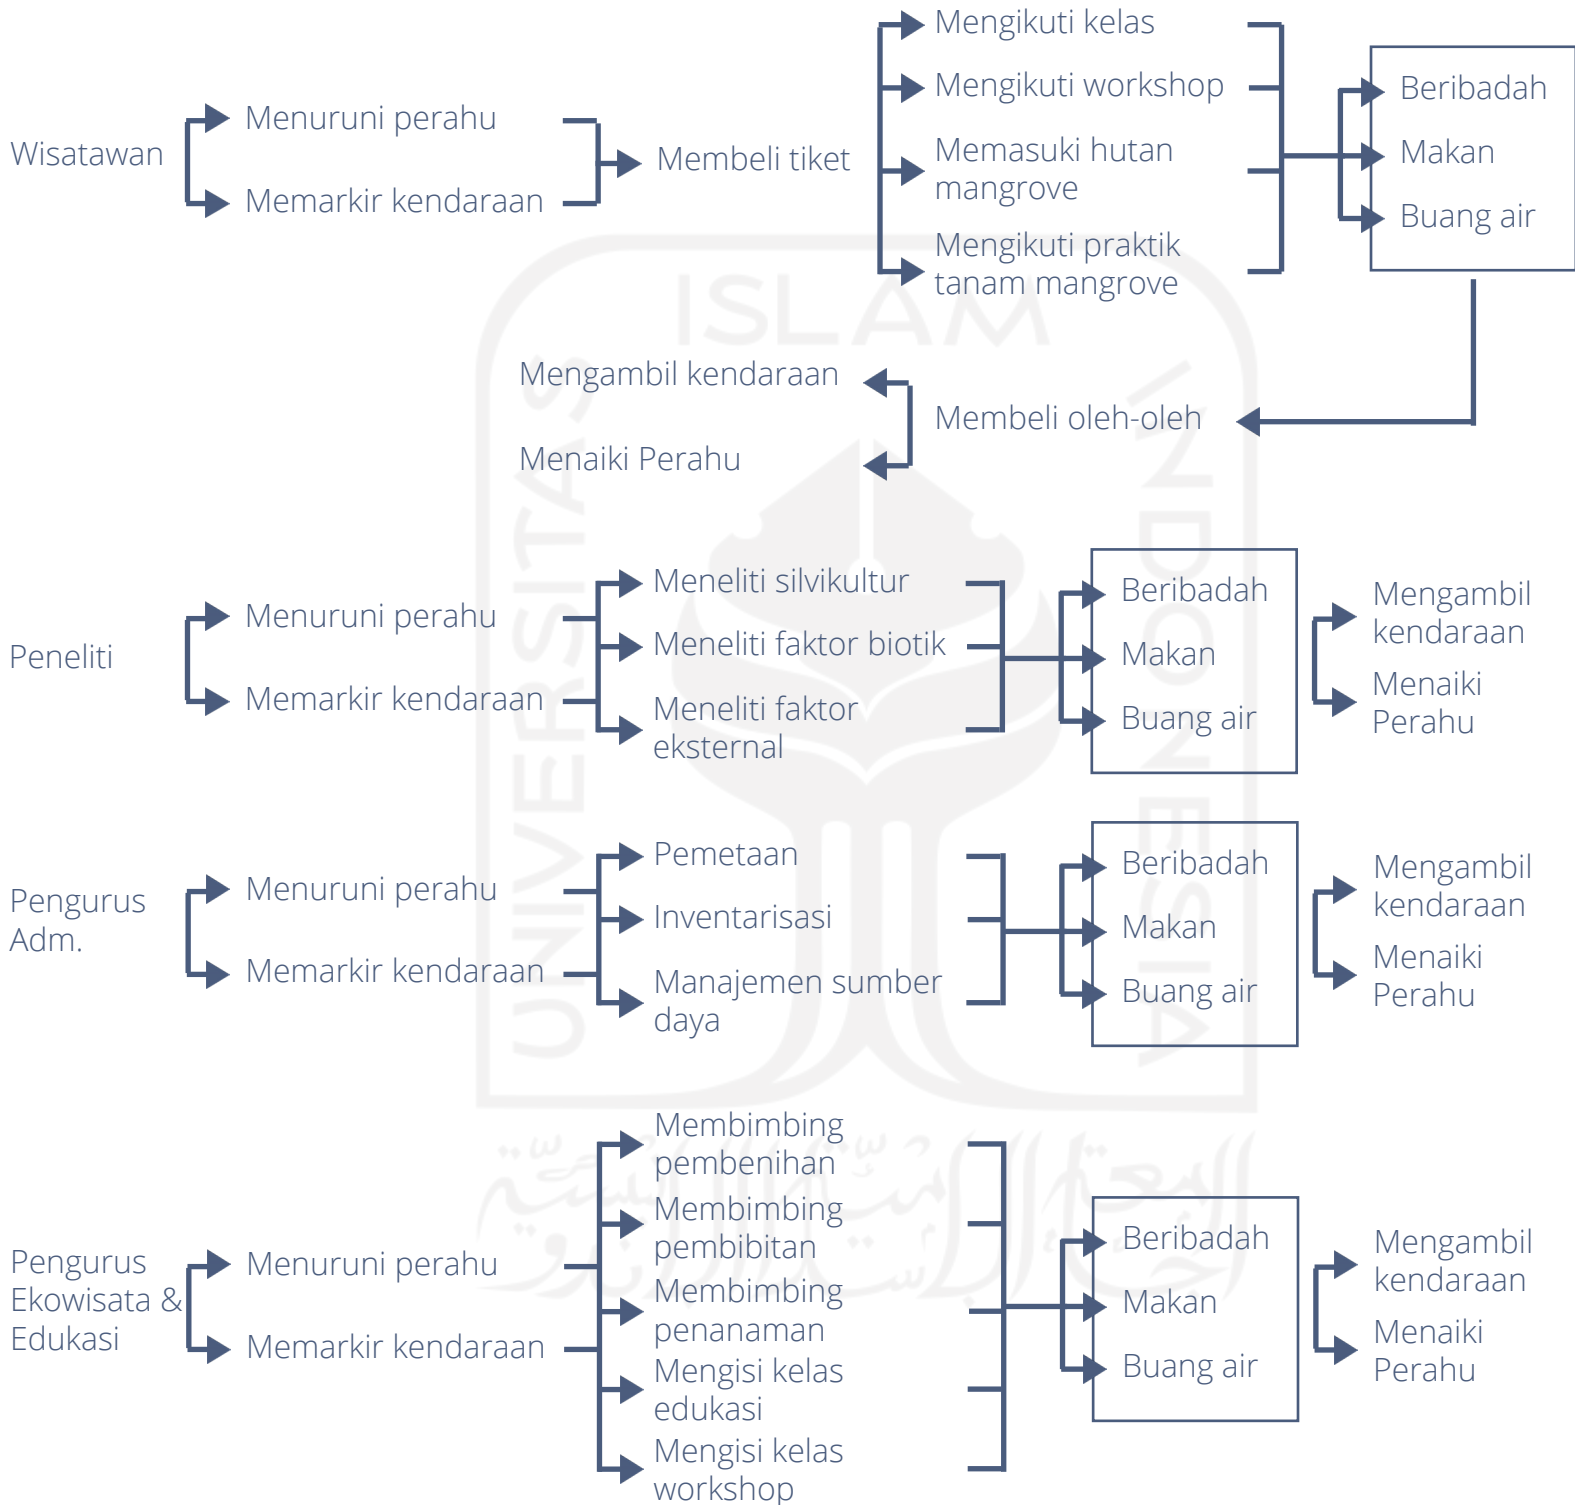 Wisatawan
Menuruni perahu
Memarkir kendaraan
Membeli tiket
Mengikuti kelas
Mengikuti workshop
Memasuki hutan
mangrove
Mengikuti praktik
tanam mangrove
Beribadah
Makan
Buang air
Membeli oleh-oleh
Mengambil kendaraan
Menaiki Perahu
Peneliti
Menuruni perahu
Memarkir kendaraan
Meneliti silvikultur
Meneliti faktor biotik
Meneliti faktor
eksternal
Beribadah
Makan
Buang air
Mengambil
kendaraan
Menaiki
Perahu
Pengurus
Adm.
Menuruni perahu
Memarkir kendaraan
Pemetaan
Inventarisasi
Manajemen sumber
daya
Beribadah
Makan
Buang air
Mengambil
kendaraan
Menaiki
Perahu
Pengurus
Ekowisata &
Edukasi
Menuruni perahu
Memarkir kendaraan
Membimbing
pembenihan
Membimbing
pembibitan
Membimbing
penanaman
Mengisi kelas
edukasi
Mengisi kelas
workshop
Beribadah
Makan
Buang air
Mengambil
kendaraan
Menaiki
Perahu
UNIVERSITAS
ISLAM
INDONESIA